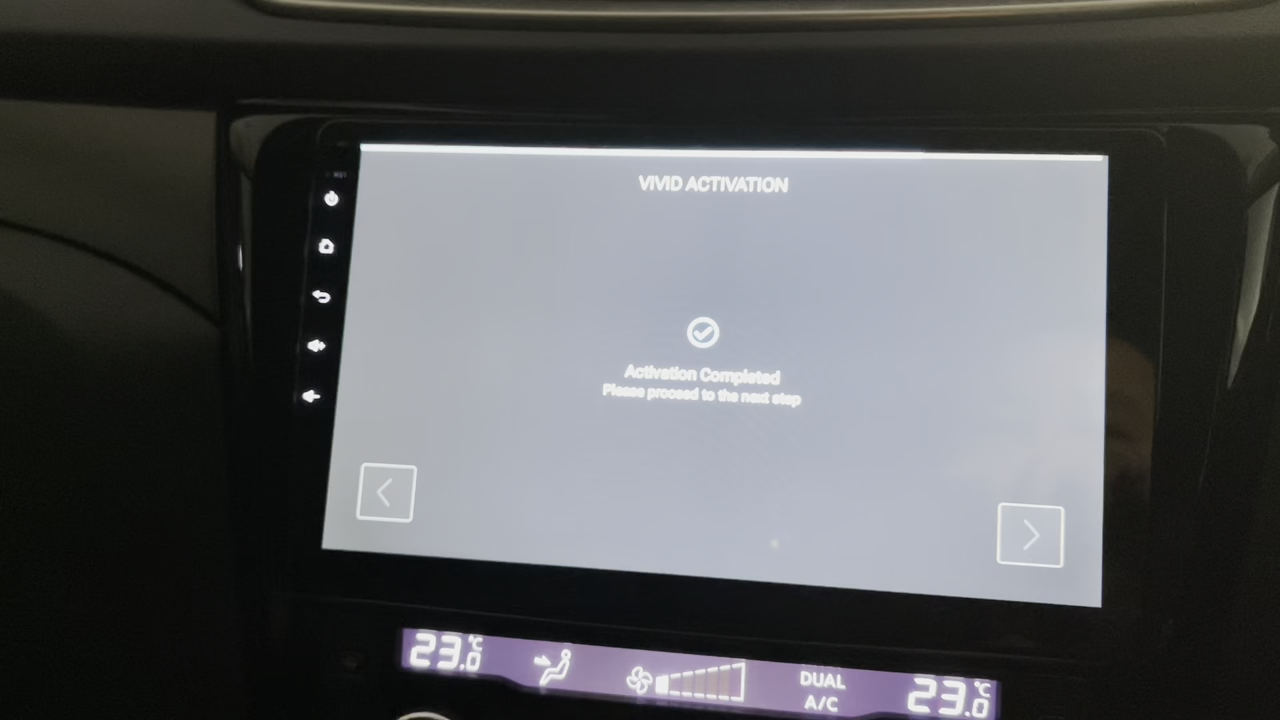 VIVID ACTIVATION
Activation Completed
Please proceed to the next step
23.0°C
DUAL
A/C
23.0°C